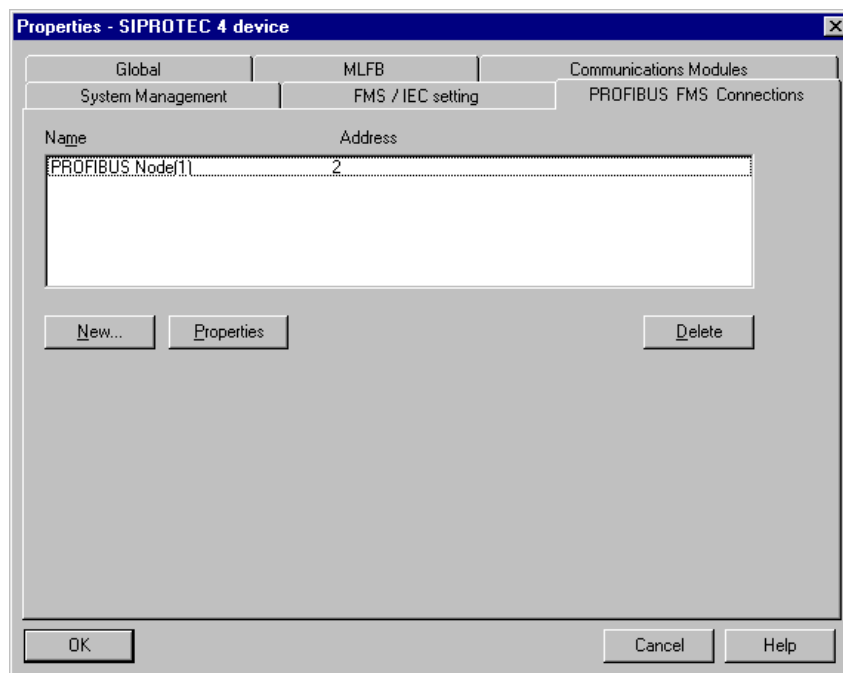 Properties - SIPROTEC 4 device
Global MLFB Communications Modules
System Management FMS / IEC setting PROFIBUS FMS Connections
Name Address
PROFIBUS Node(1) 2
New... Properties Delete
OK Cancel Help